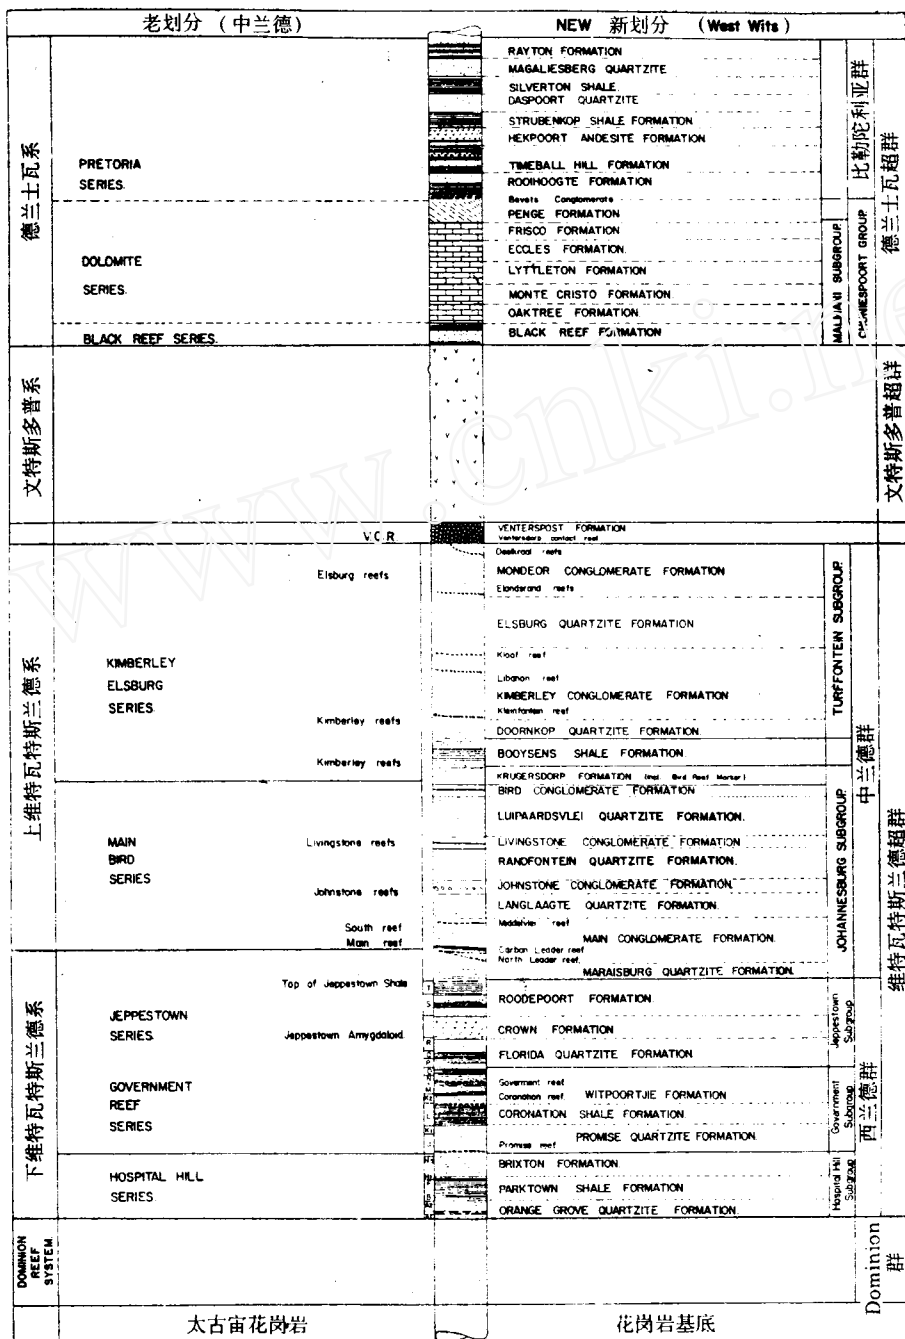 老划分（中兰德）
NEW 新划分 (West Wits)
德兰士瓦系
PRETORIA
SERIES.
DOLOMITE
SERIES.
BLACK REEF SERIES.
RAYTON FORMATION
MAGALIESBERG QUARTZITE
SILVERTON SHALE.
DASPOORT QUARTZITE
STRUBENKOP SHALE FORMATION
HEKPOORT ANDESITE FORMATION
TIMEBALL HILL FORMATION
ROOIHOOGTE FORMATION
Bevets Conglomerate
PENGE FORMATION
FRISCO FORMATION
ECCLES FORMATION.
LYTTLETON FORMATION
MONTE CRISTO FORMATION.
OAKTREE FORMATION
BLACK REEF FORMATION
MALMANI SUBGROUP.
CHUNIESPOORT GROUP.
比勒陀利亚群
德兰士瓦超群
文特斯多普系
文特斯多普超群
V.C.R.
VENTERSPOST FORMATION
Ventersdorp contact reef
上维特瓦特斯兰德系
Elsburg reefs
KIMBERLEY
ELSBURG
SERIES
Kimberley reefs
Kimberley reefs
MAIN
BIRD
SERIES
Livingstone reefs
Johnstone reefs
South reef
Main reef
Deelkraal reefs
MONDEOR CONGLOMERATE FORMATION
Elandsrand reefs
ELSBURG QUARTZITE FORMATION
Kloof reef
Libanon reef
KIMBERLEY CONGLOMERATE FORMATION
Kleinfontein reef
DOORNKOP QUARTZITE FORMATION.
BOOYSENS SHALE FORMATION
KRUGERSDORP FORMATION (incl. Bird Reef Marker)
BIRD CONGLOMERATE FORMATION
LUIPAARDSVLEI QUARTZITE FORMATION.
LIVINGSTONE CONGLOMERATE FORMATION
RANDFONTEIN QUARTZITE FORMATION.
JOHNSTONE CONGLOMERATE FORMATION.
LANGLAAGTE QUARTZITE FORMATION.
Middelvlei reef
MAIN CONGLOMERATE FORMATION.
Carbon Leader reef
North Leader reef.
MARAISBURG QUARTZITE FORMATION.
TURFFONTEIN SUBGROUP.
JOHANNESBURG SUBGROUP.
中兰德群
维特瓦特斯兰德超群
下维特瓦特斯兰德系
Top of Jeppestown Shale
JEPPESTOWN
SERIES.
Jeppestown Amygdaloid.
GOVERNMENT
REEF
SERIES
HOSPITAL HILL
SERIES.
ROODEPOORT FORMATION.
CROWN FORMATION
FLORIDA QUARTZITE FORMATION
Goverment reef
Coronation reef.
WITPOORTJIE FORMATION
CORONATION SHALE FORMATION.
PROMISE QUARTZITE FORMATION.
Promise reef
BRIXTON FORMATION.
PARKTOWN SHALE FORMATION
ORANGE GROVE QUARTZITE FORMATION.
Jeppestown
Subgroup
Government
Subgroup
Hospital Hill
Subgroup
西兰德群
DOMINION
REEF
SYSTEM.
Dominion
群
太古宙花岗岩
花岗岩基底
www.cnki.ne